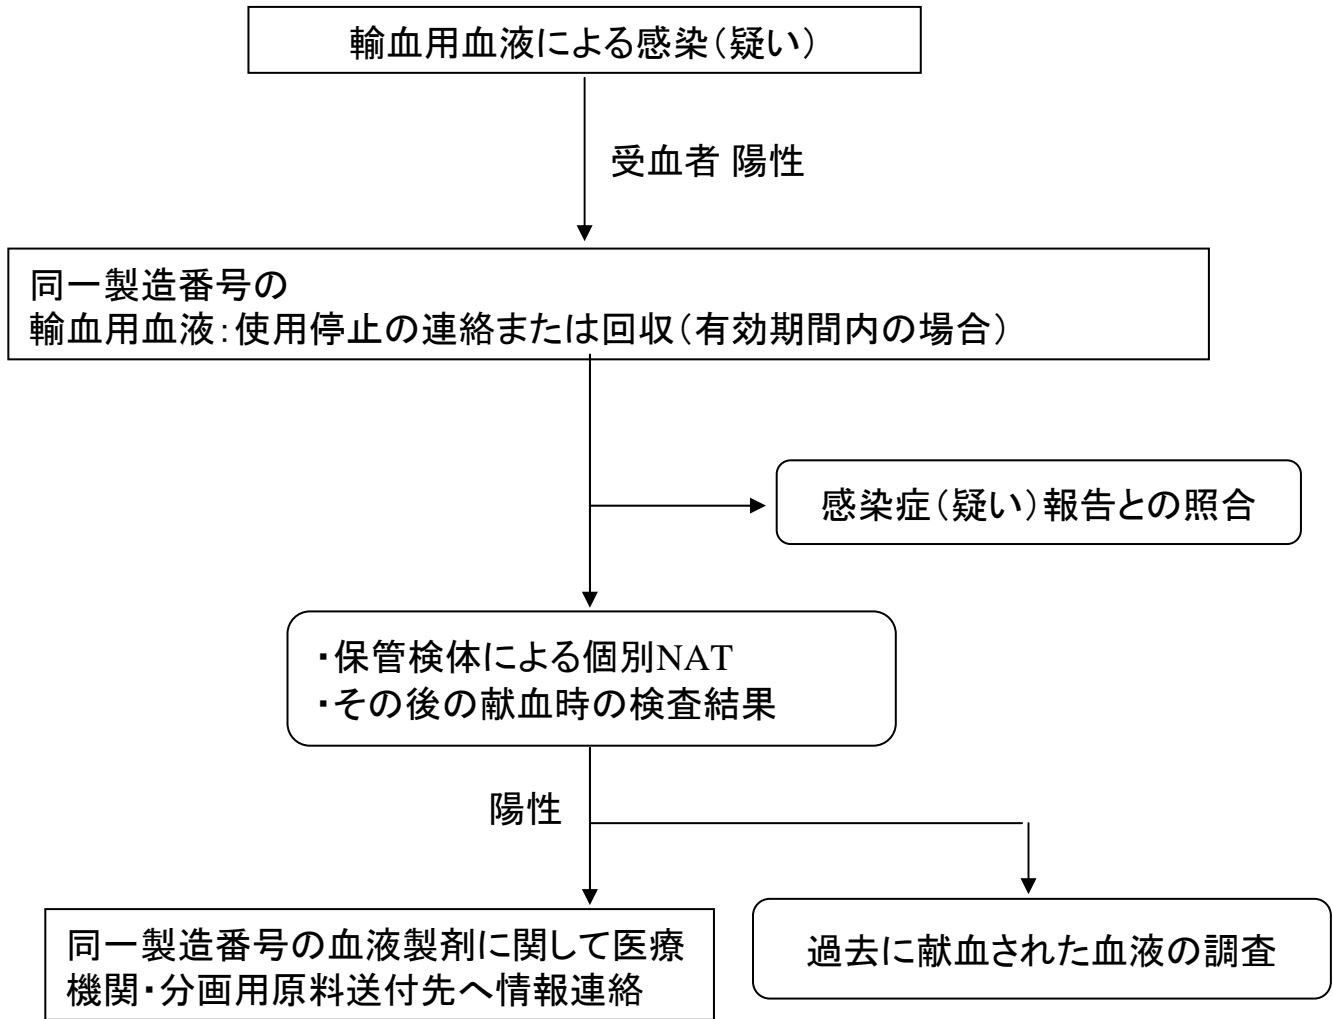 輸血用血液による感染（疑い）
受血者 陽性
同一製造番号の
輸血用血液：使用停止の連絡または回収（有効期間内の場合）
感染症（疑い）報告との照合
・保管検体による個別NAT
・その後の献血時の検査結果
陽性
同一製造番号の血液製剤に関して医療
機関・分画用原料送付先へ情報連絡
過去に献血された血液の調査